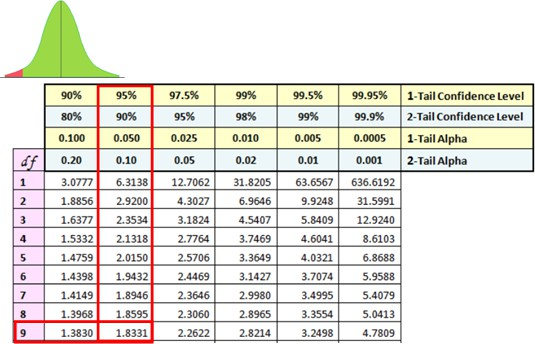 90% 95% 97.5% 99% 99.5% 99.95% 1-Tail Confidence Level
80% 90% 95% 98% 99% 99.9% 2-Tail Confidence Level
0.100 0.050 0.025 0.010 0.005 0.0005 1-Tail Alpha
df 0.20 0.10 0.05 0.02 0.01 0.001 2-Tail Alpha
1 3.0777 6.3138 12.7062 31.8205 63.6567 636.6192
2 1.8856 2.9200 4.3027 6.9646 9.9248 31.5991
3 1.6377 2.3534 3.1824 4.5407 5.8409 12.9240
4 1.5332 2.1318 2.7764 3.7469 4.6041 8.6103
5 1.4759 2.0150 2.5706 3.3649 4.0321 6.8688
6 1.4398 1.9432 2.4469 3.1427 3.7074 5.9588
7 1.4149 1.8946 2.3646 2.9980 3.4995 5.4079
8 1.3968 1.8595 2.3060 2.8965 3.3554 5.0413
9 1.3830 1.8331 2.2622 2.8214 3.2498 4.7809